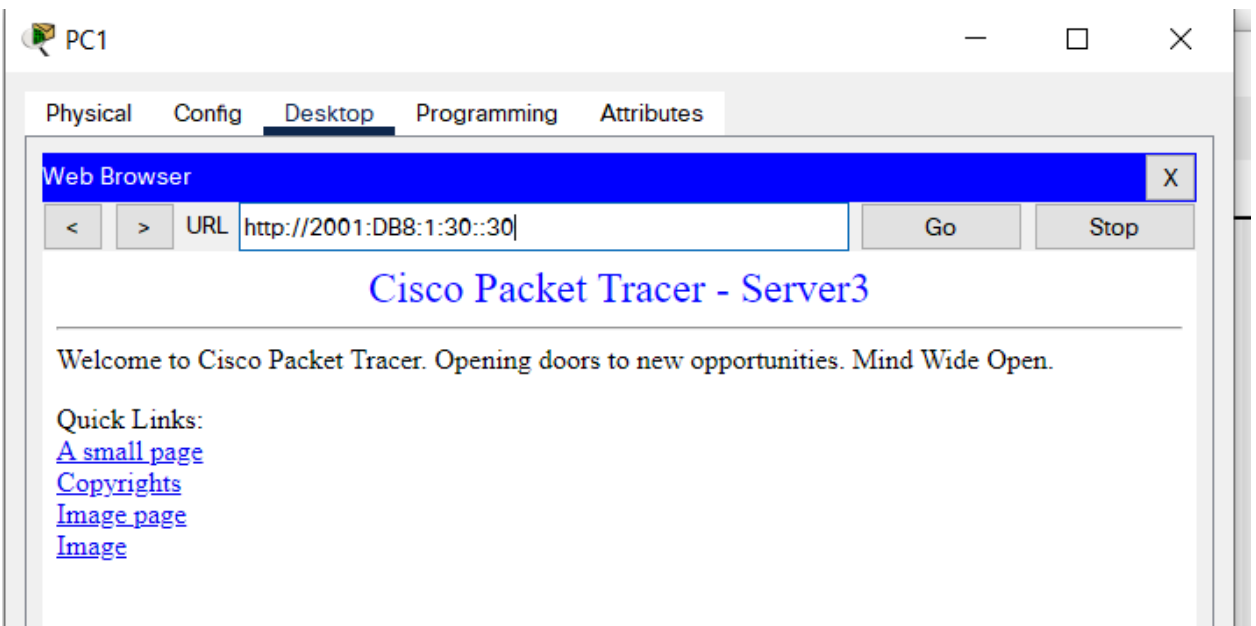 PC1
Physical Config Desktop Programming Attributes
Web Browser X
< > URL http://2001:DB8:1:30::30 Go Stop
Cisco Packet Tracer - Server3
Welcome to Cisco Packet Tracer. Opening doors to new opportunities. Mind Wide Open.
Quick Links:
A small page
Copyrights
Image page
Image